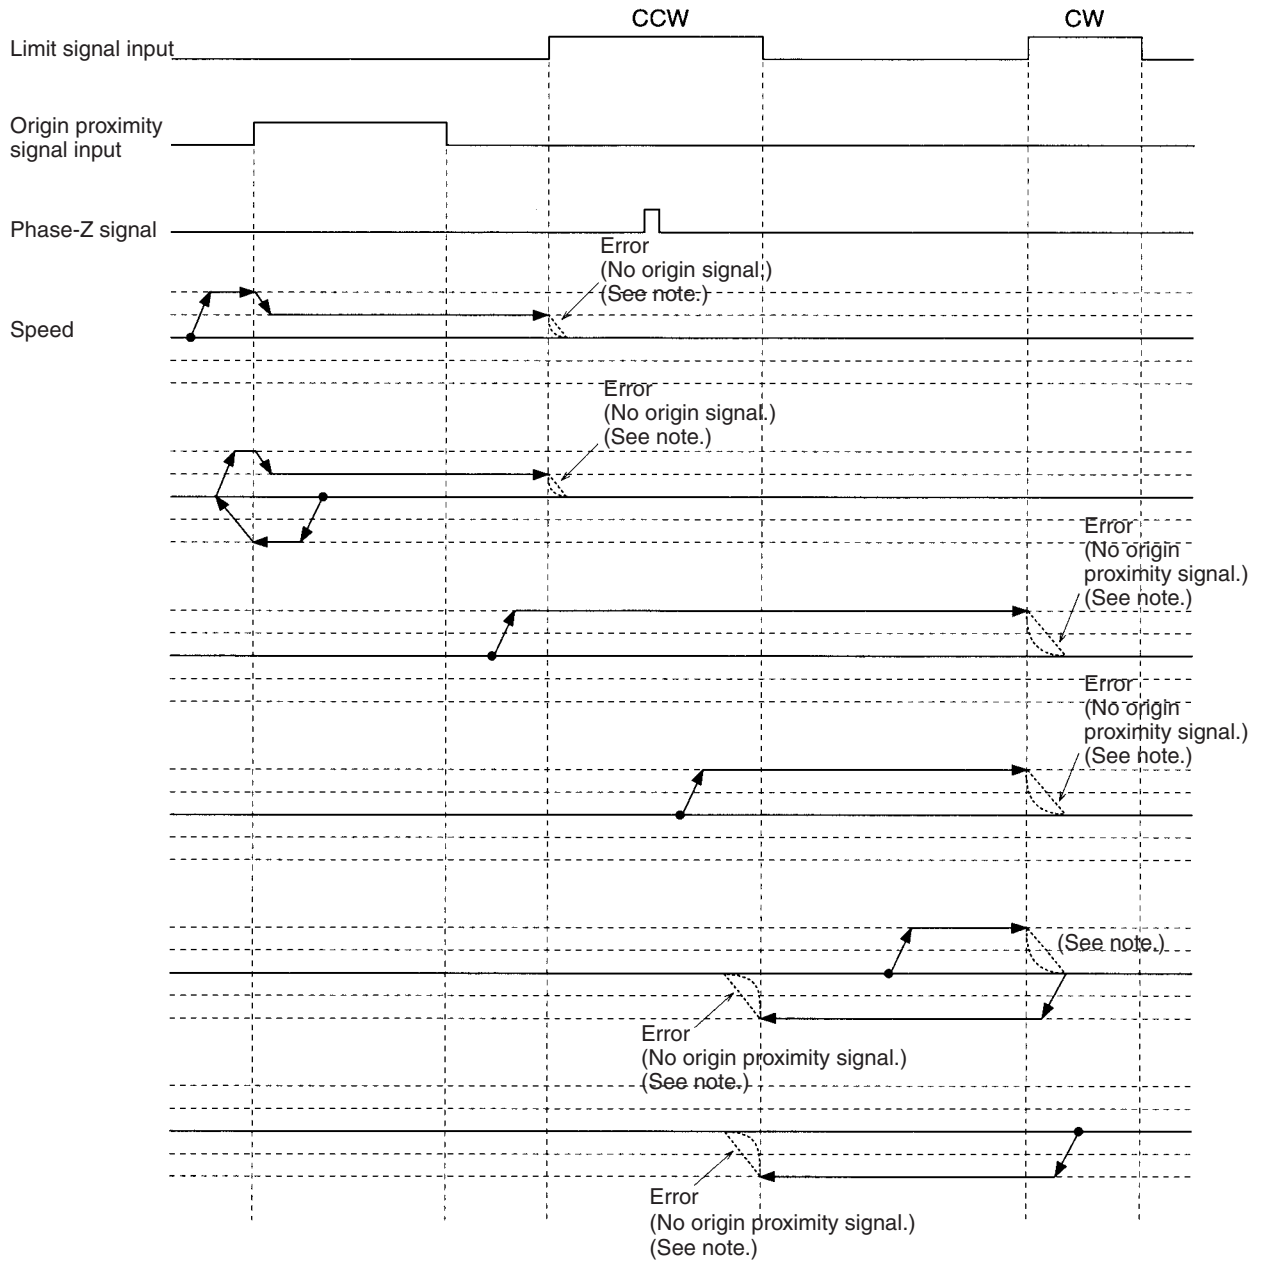 CCW
CW
Limit signal input
Origin proximity
signal input
Phase-Z signal
Error
(No origin signal.)
(See note.)
Speed
Error
(No origin signal.)
(See note.)
Error
(No origin
proximity signal.)
(See note.)
Error
(No origin
proximity signal.)
(See note.)
(See note.)
Error
(No origin proximity signal.)
(See note.)
Error
(No origin proximity signal.)
(See note.)